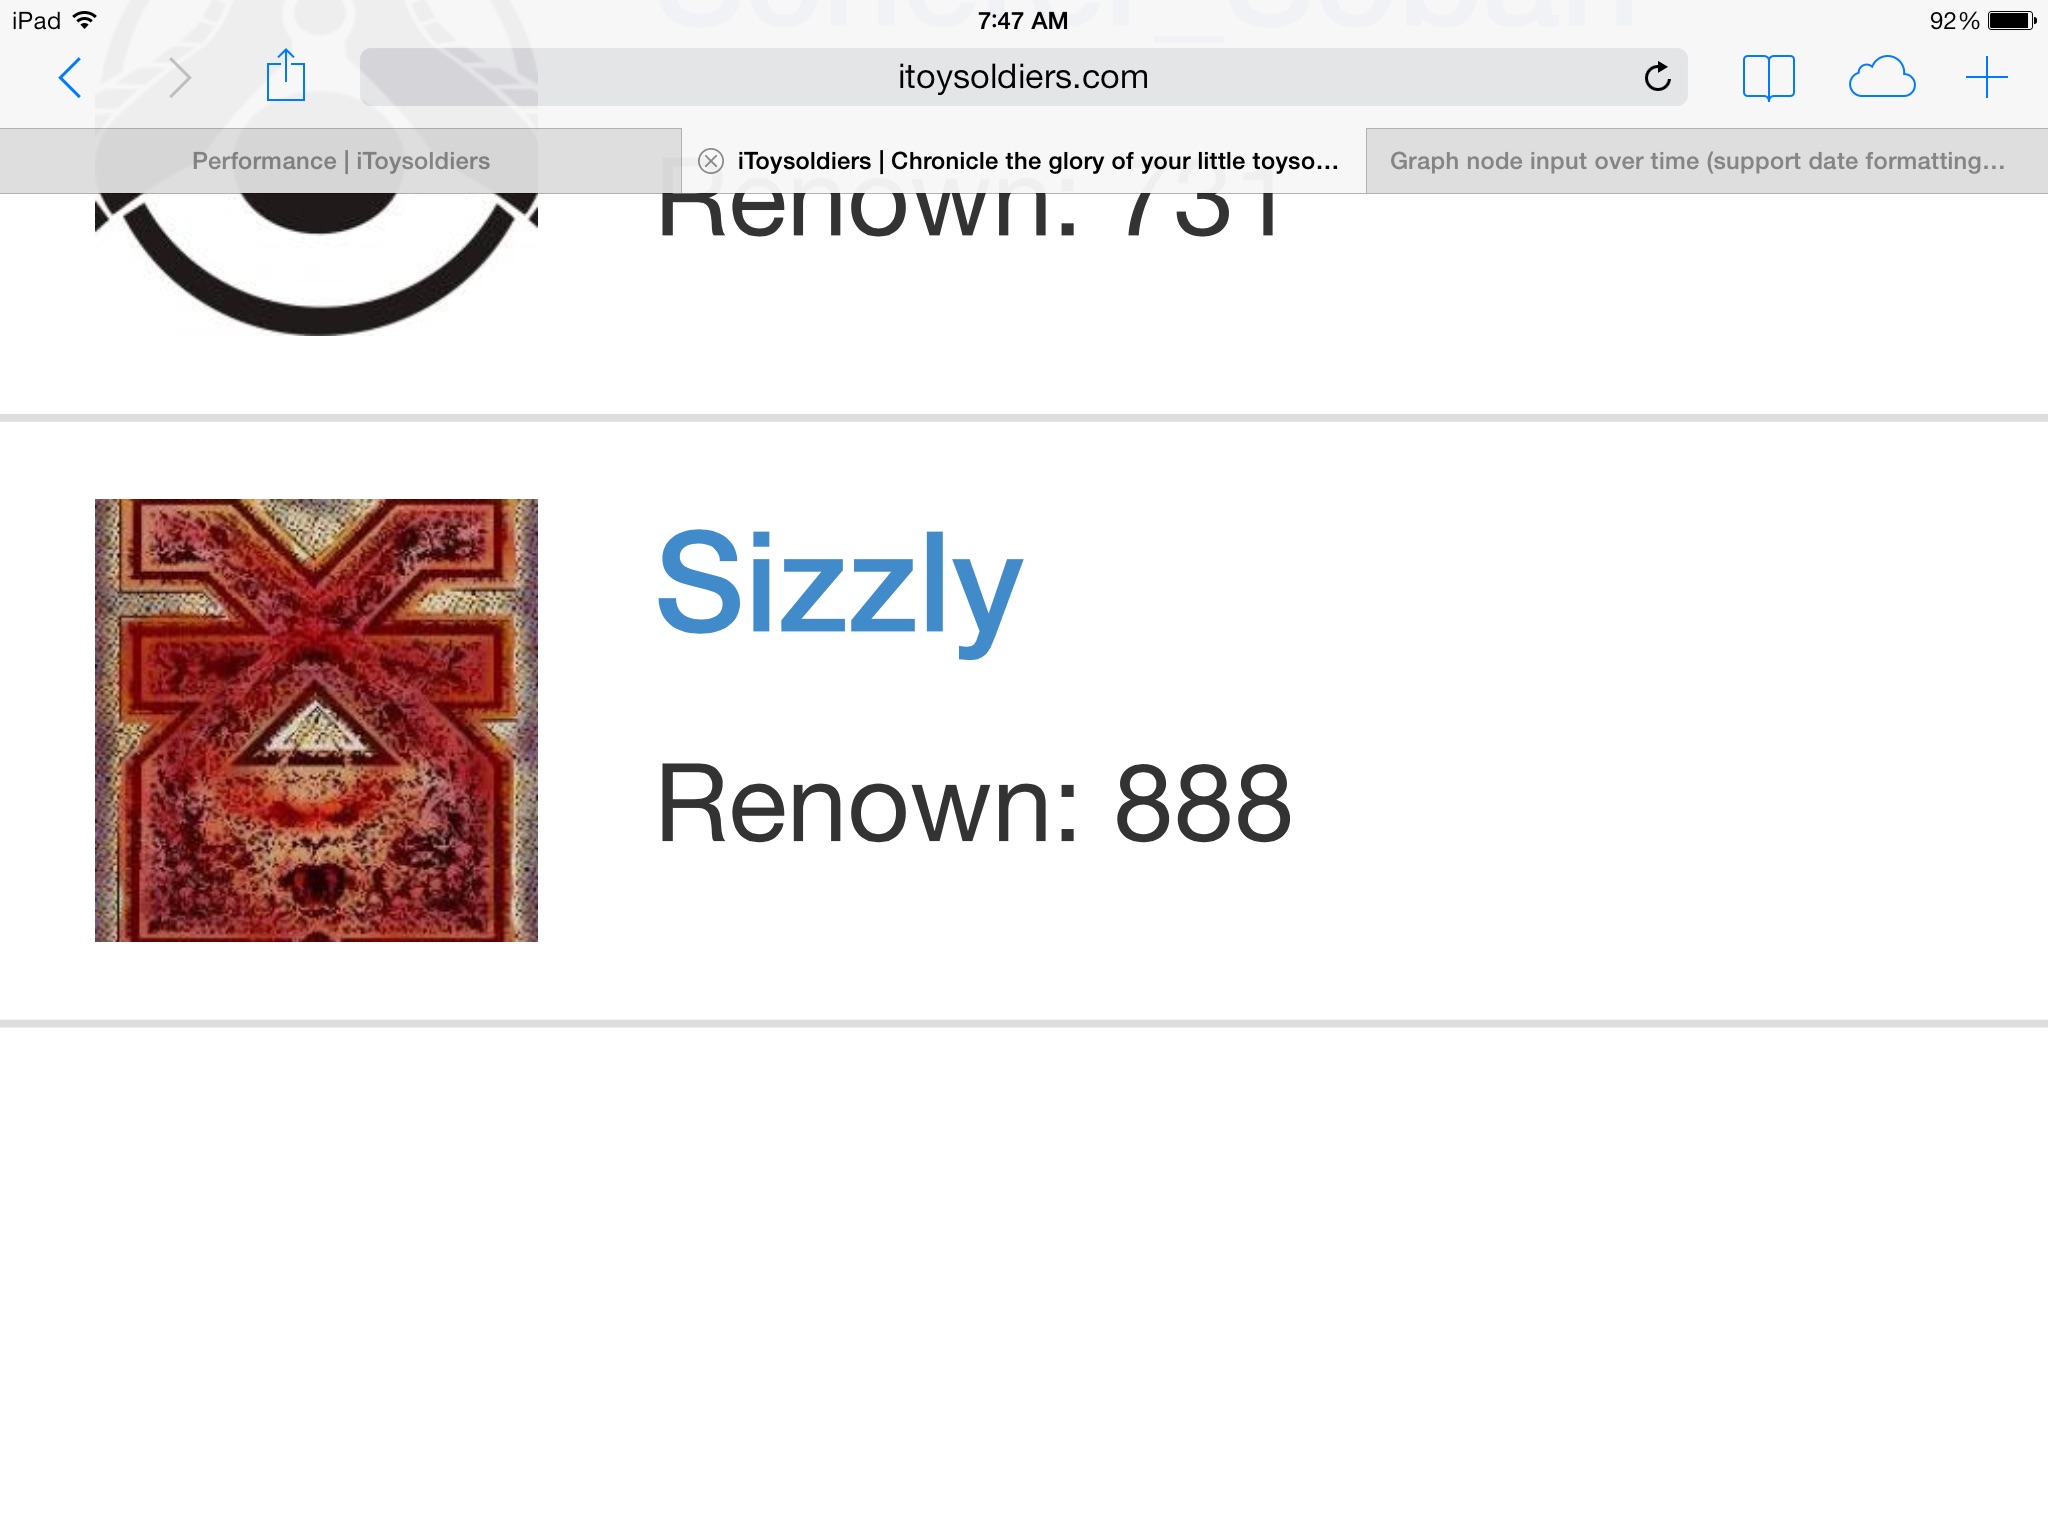 iPad 7:47 AM 92%
itoysoldiers.com
Performance | iToysoldiers
iToysoldiers | Chronicle the glory of your little toyso...
Graph node input over time (support date formatting...
Renown: 731
Sizzly
Renown: 888